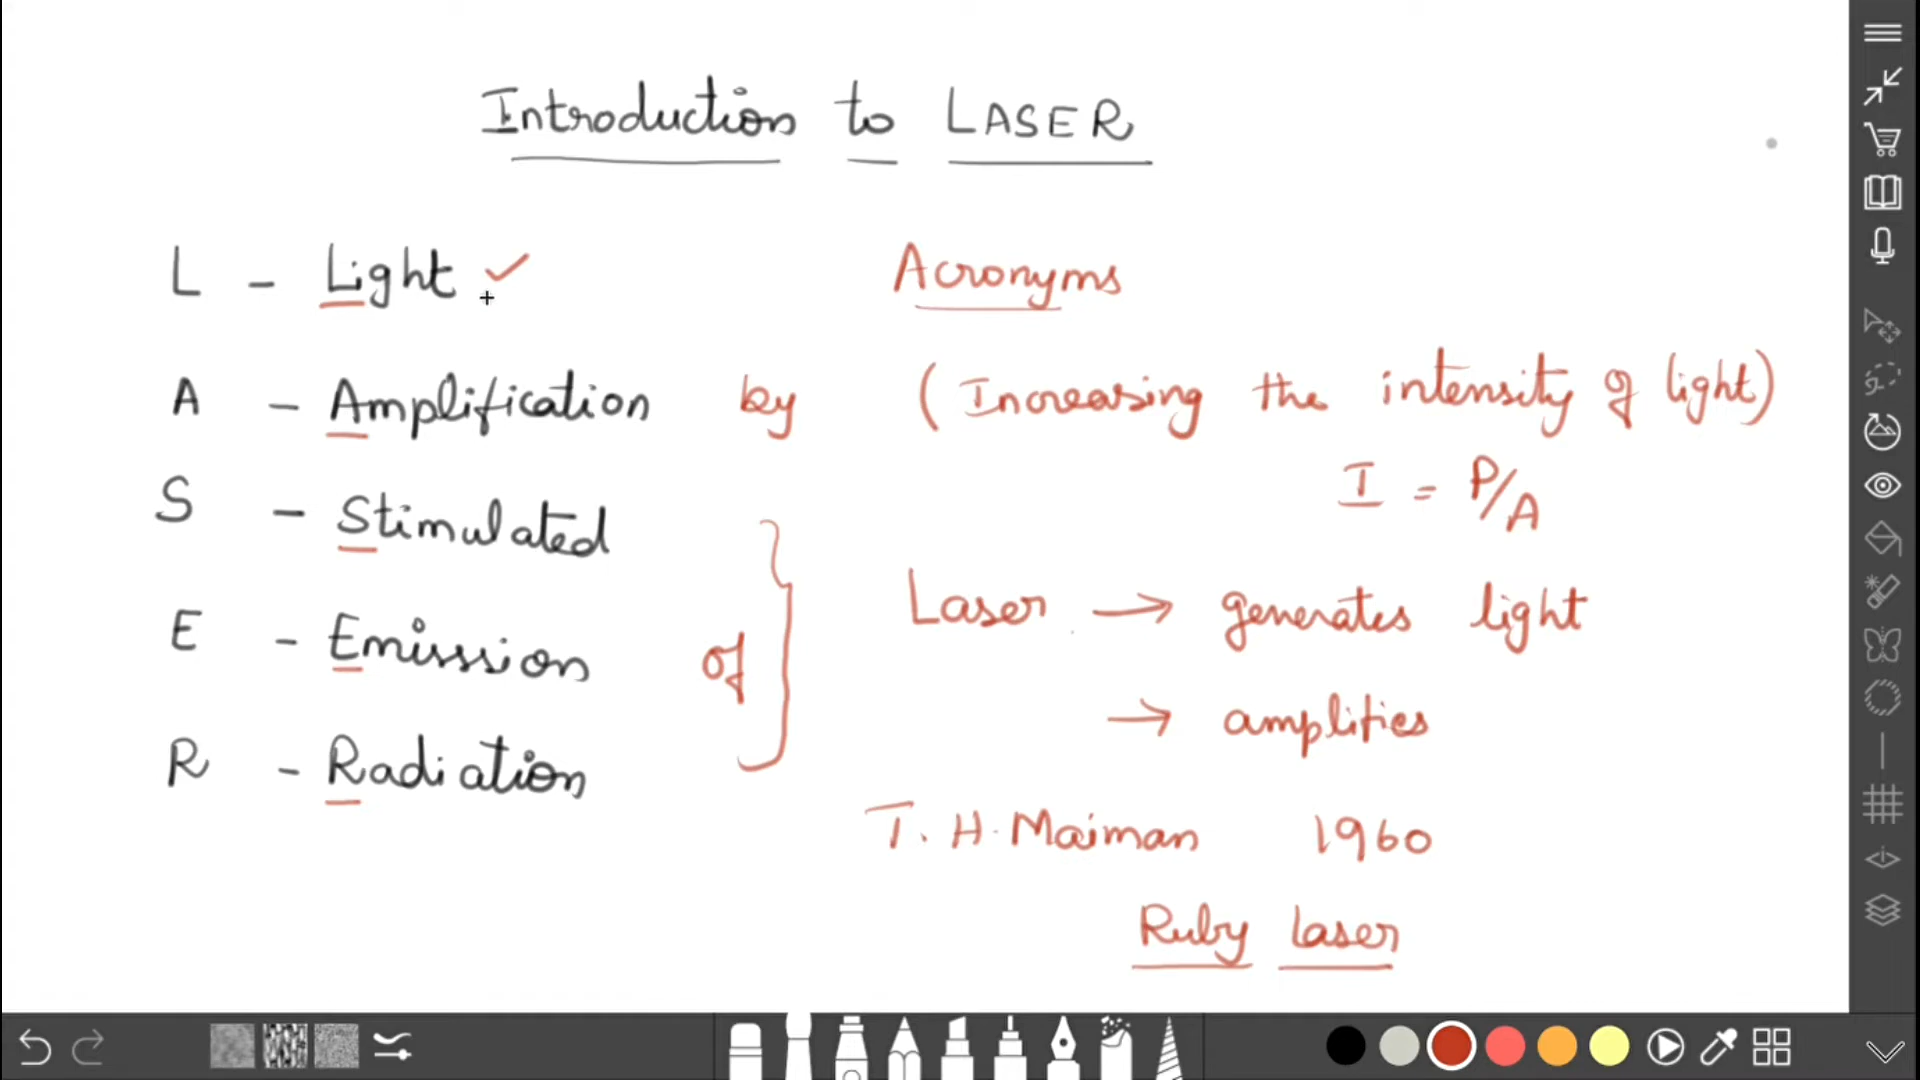 Introduction to LASER
L - Light
Acronyms
A - Amplification by (Increasing the intensity of light)
I = P/A
S - Stimulated
Laser → generates light
E - Emission of
→ amplifies
R - Radiation
T. H. Maiman 1960
Ruby laser